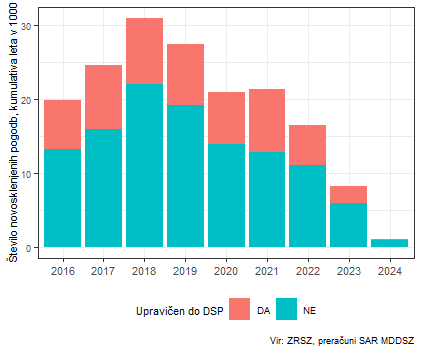 Število novosklenjenih pogodb, kumulativa leta v 1000
30
20
10
0
2016 2017 2018 2019 2020 2021 2022 2023 2024
Upravičen do DSP DA NE
Vir: ZRSZ, preračuni SAR MDDSZ